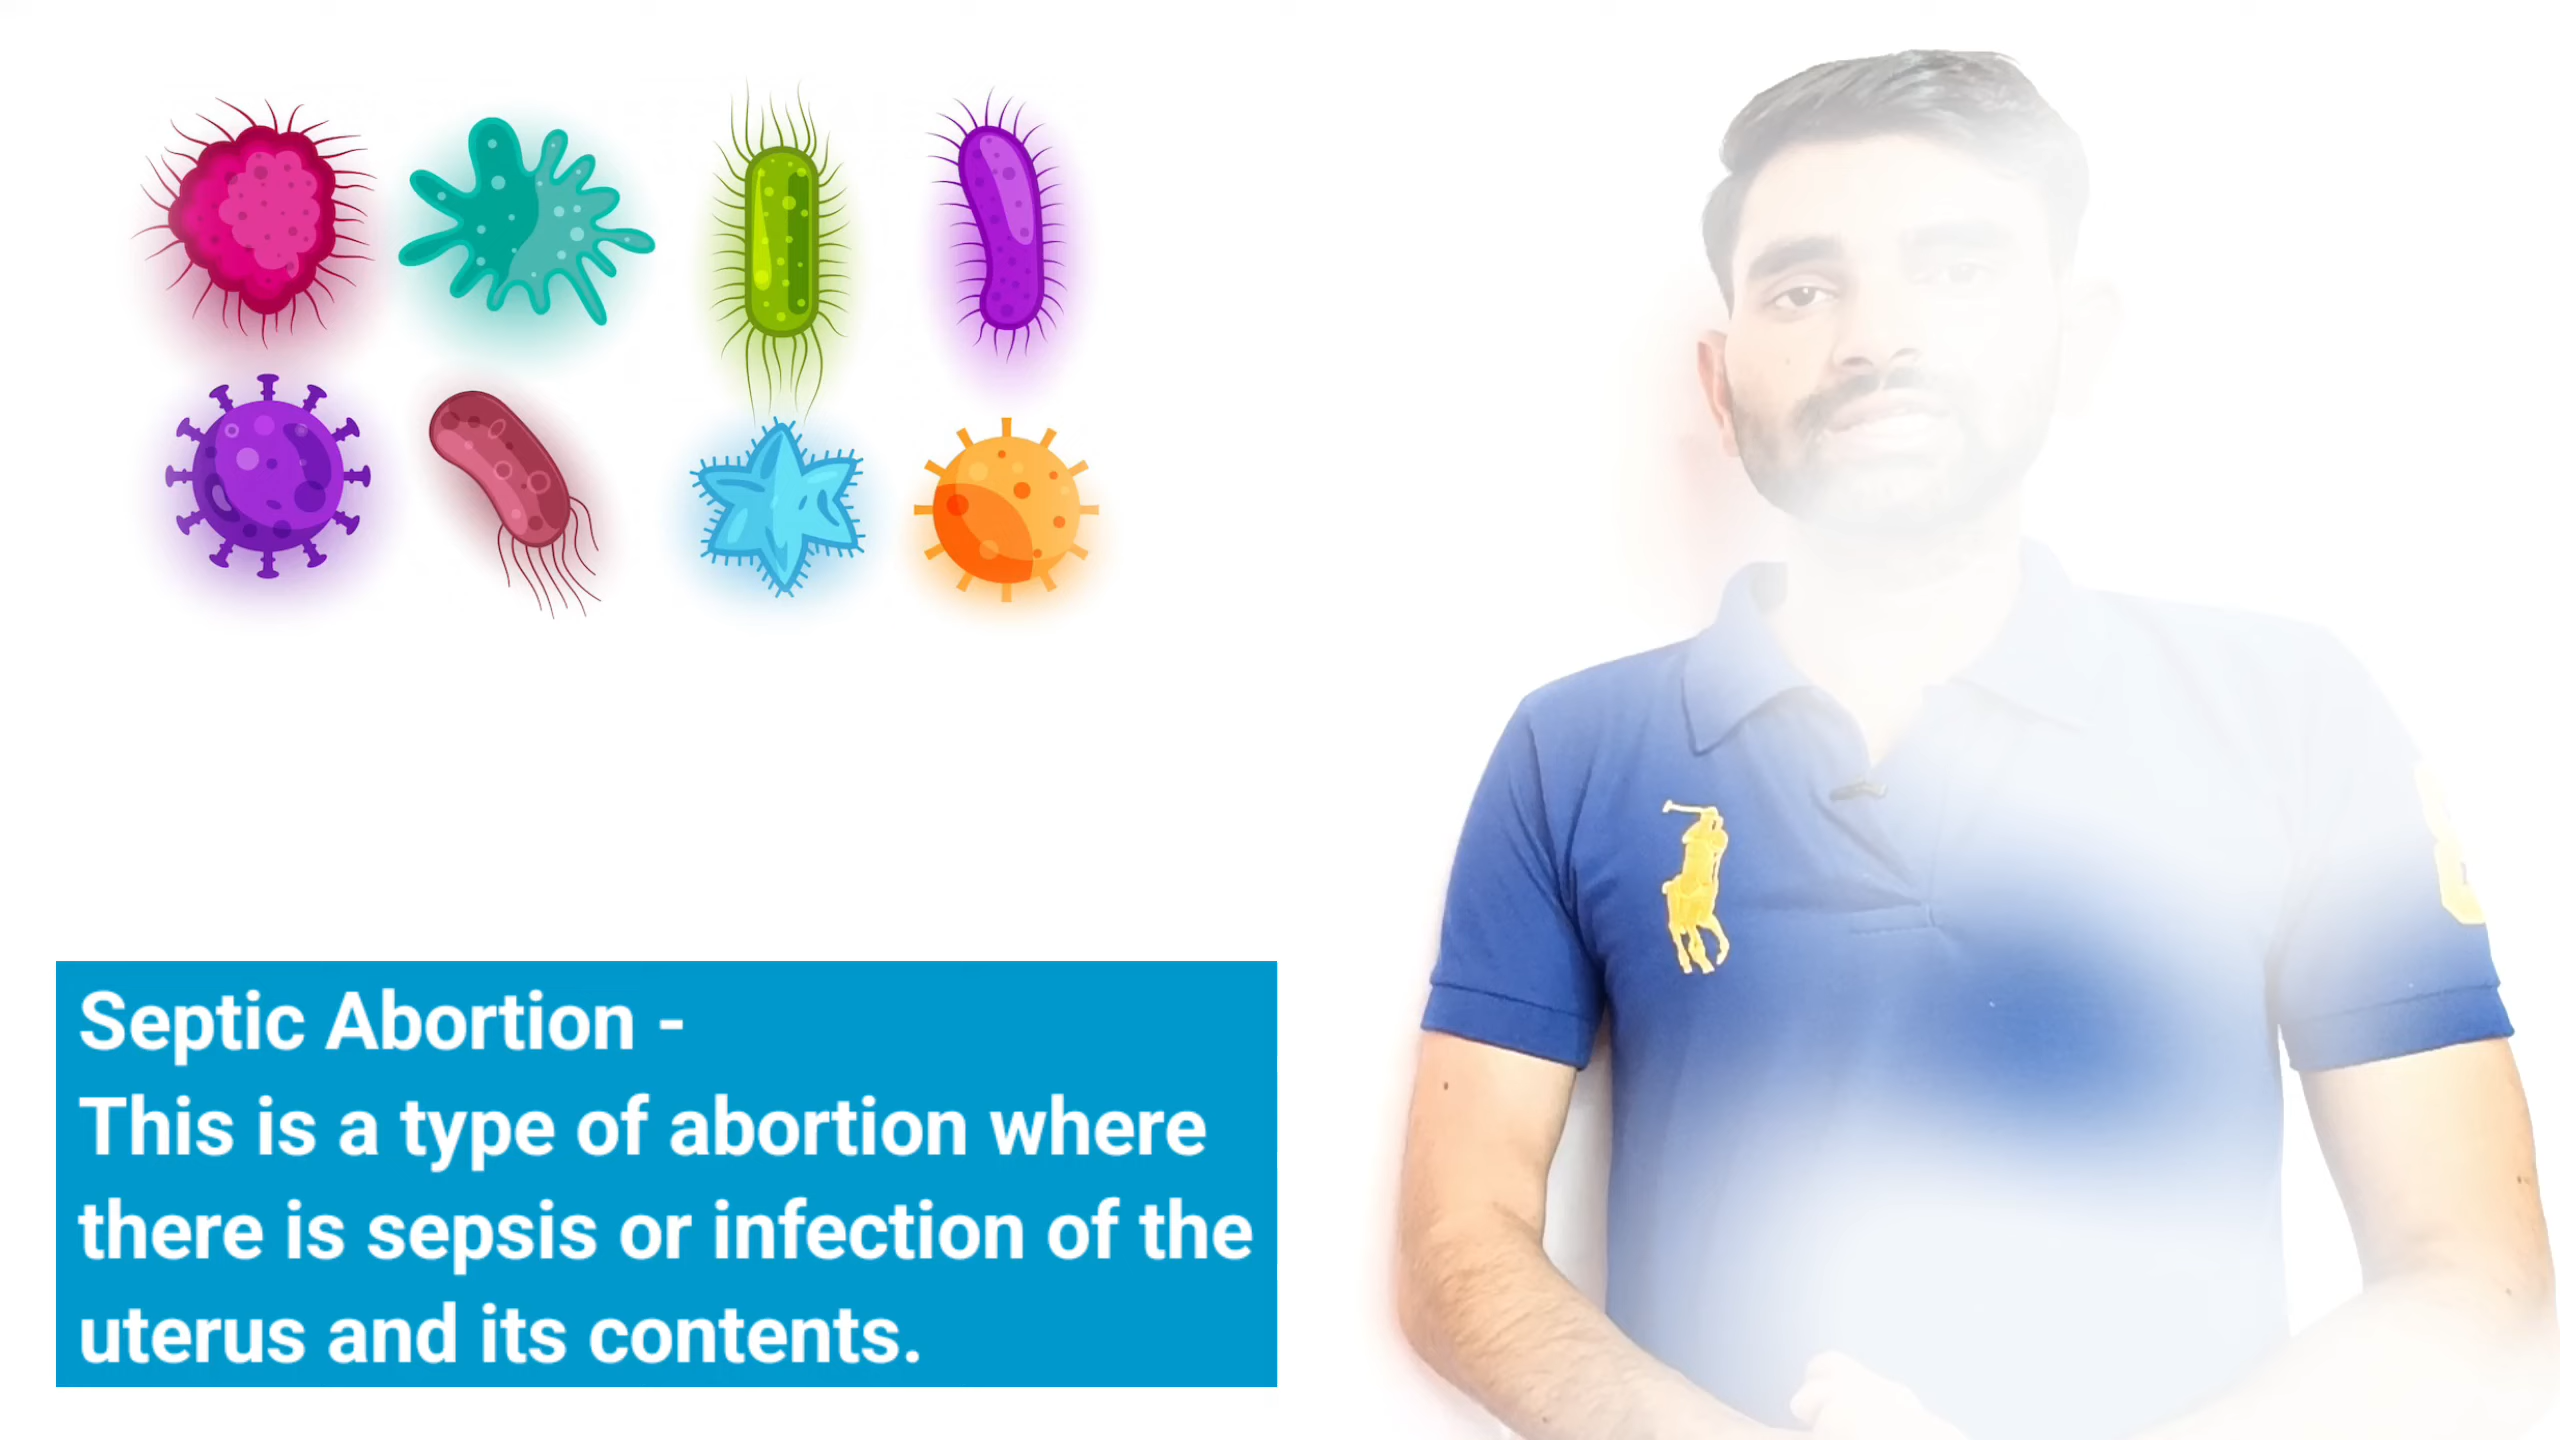 Septic Abortion -
This is a type of abortion where
there is sepsis or infection of the
uterus and its contents.